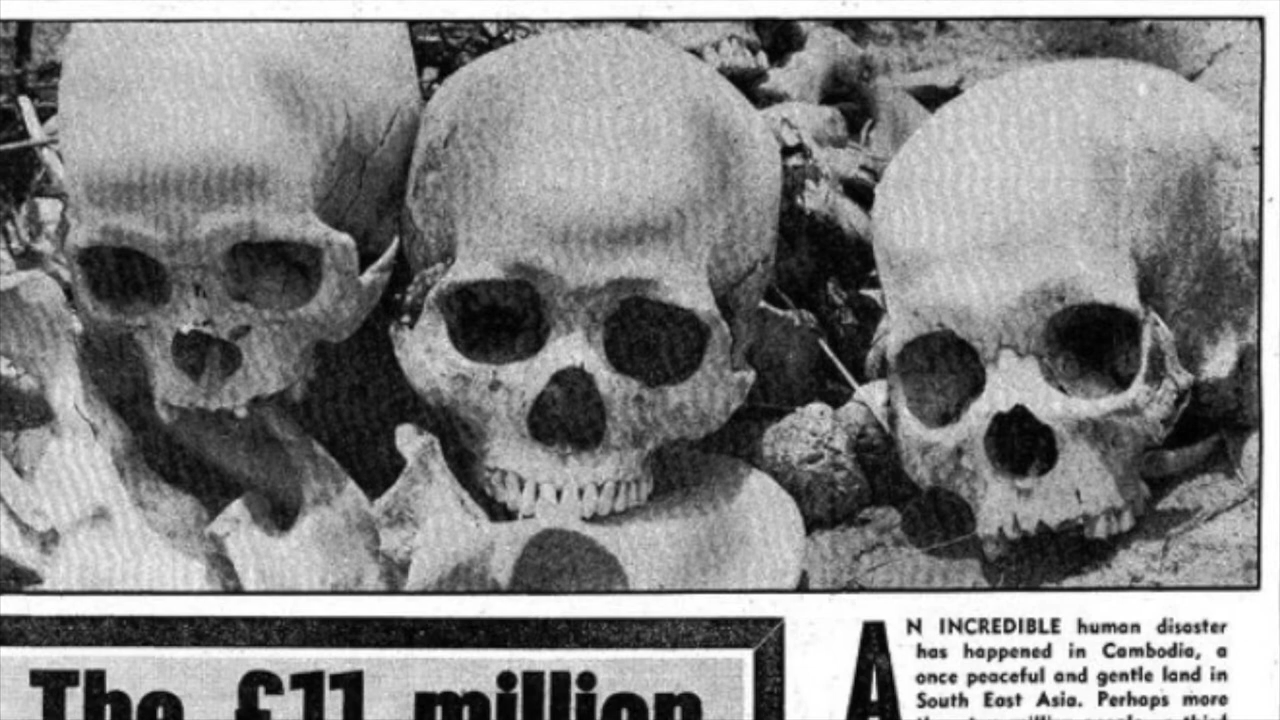 The £11 million
AN INCREDIBLE human disaster
has happened in Cambodia, a
once peaceful and gentle land in
South East Asia. Perhaps more